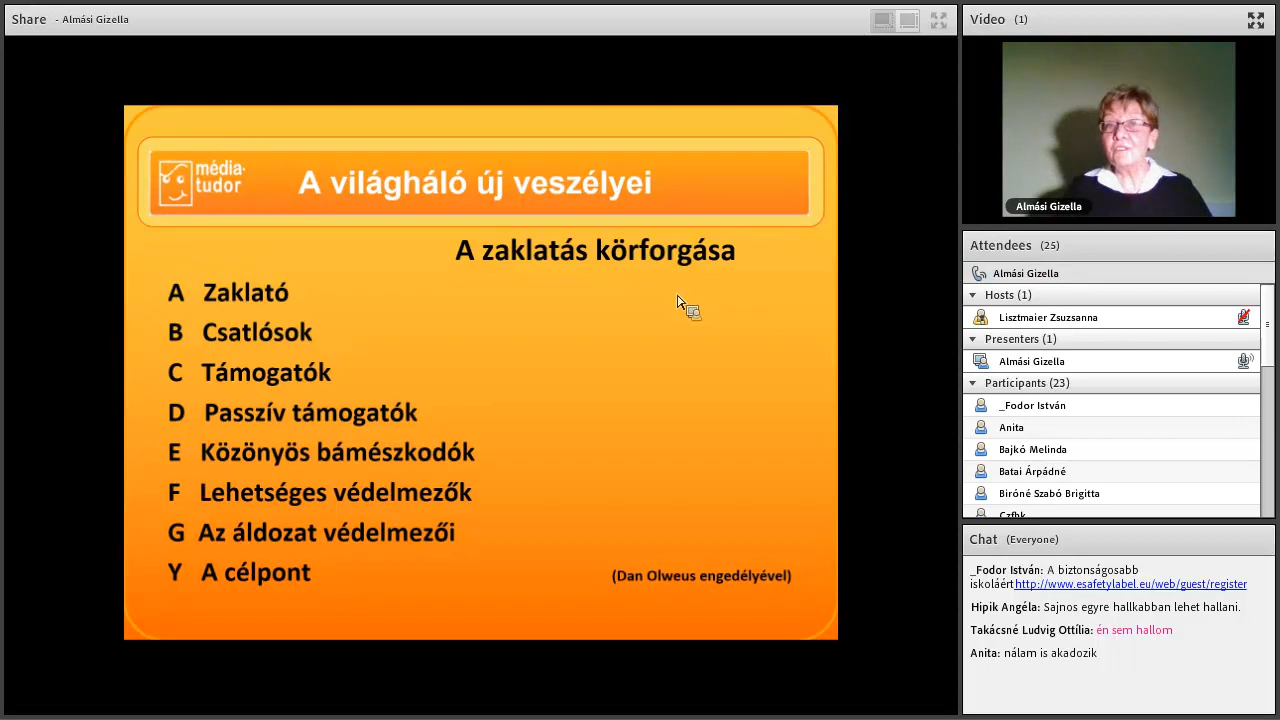 Share - Almási Gizella
média-
tudor
A világháló új veszélyei
A zaklatás körforgása
A Zaklató
B Csatlósok
C Támogatók
D Passzív támogatók
E Közönyös bámészkodók
F Lehetséges védelmezők
G Az áldozat védelmezői
Y A célpont
(Dan Olweus engedélyével)
Video (1)
Almási Gizella
Attendees (25)
Almási Gizella
Hosts (1)
Lisztmaier Zsuzsanna
Presenters (1)
Almási Gizella
Participants (23)
_Fodor István
Anita
Bajkó Melinda
Batai Árpádné
Biróné Szabó Brigitta
Chat (Everyone)
_Fodor István: A biztonságosabb
iskoláért http://www.esafetylabel.eu/web/guest/register
Hipik Angéla: Sajnos egyre hallkabban lehet hallani.
Takácsné Ludvig Ottília: én sem hallom
Anita: nálam is akadozik